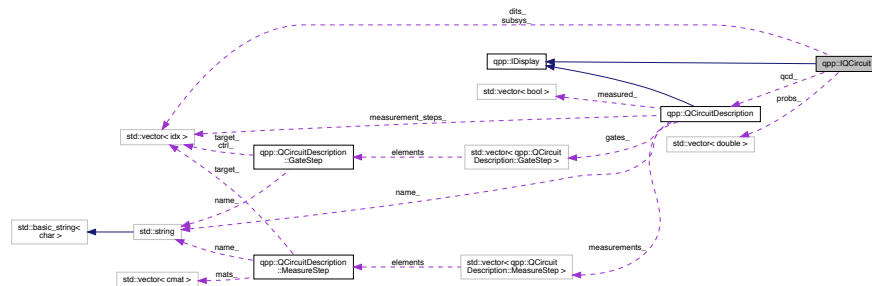 dits_
subsys_
qpp::IDisplay
qpp::IQCircuit
qcd_
std::vector< bool >
measured_
probs_
qpp::QCircuitDescription
measurement_steps_
std::vector< idx >
target_
ctrl_
gates_
std::vector< double >
qpp::QCircuitDescription
::GateStep
elements
std::vector< qpp::QCircuit
Description::GateStep >
target_
name_
name_
std::basic_string<
char >
std::string
name_
measurements_
qpp::QCircuitDescription
::MeasureStep
elements
std::vector< qpp::QCircuit
Description::MeasureStep >
mats_
std::vector< cmat >